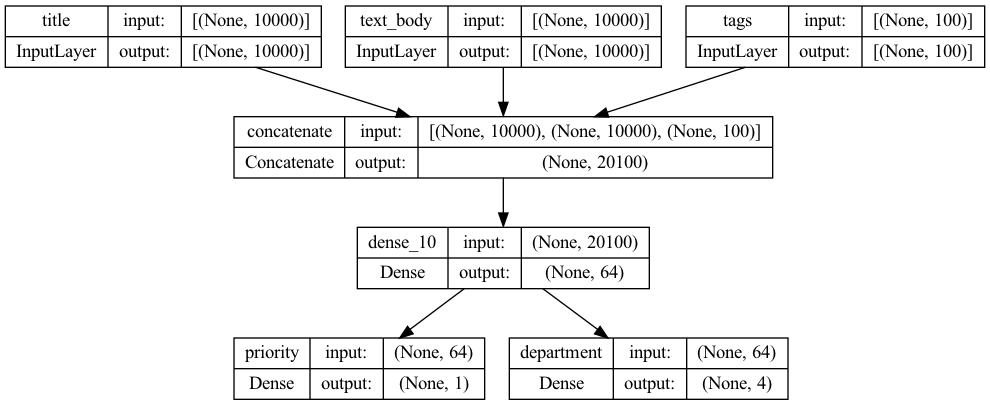 title input: [(None, 10000)]
InputLayer output: [(None, 10000)]
text_body input: [(None, 10000)]
InputLayer output: [(None, 10000)]
tags input: [(None, 100)]
InputLayer output: [(None, 100)]
concatenate input: [(None, 10000), (None, 10000), (None, 100)]
Concatenate output: (None, 20100)
dense_10 input: (None, 20100)
Dense output: (None, 64)
priority input: (None, 64)
Dense output: (None, 1)
department input: (None, 64)
Dense output: (None, 4)